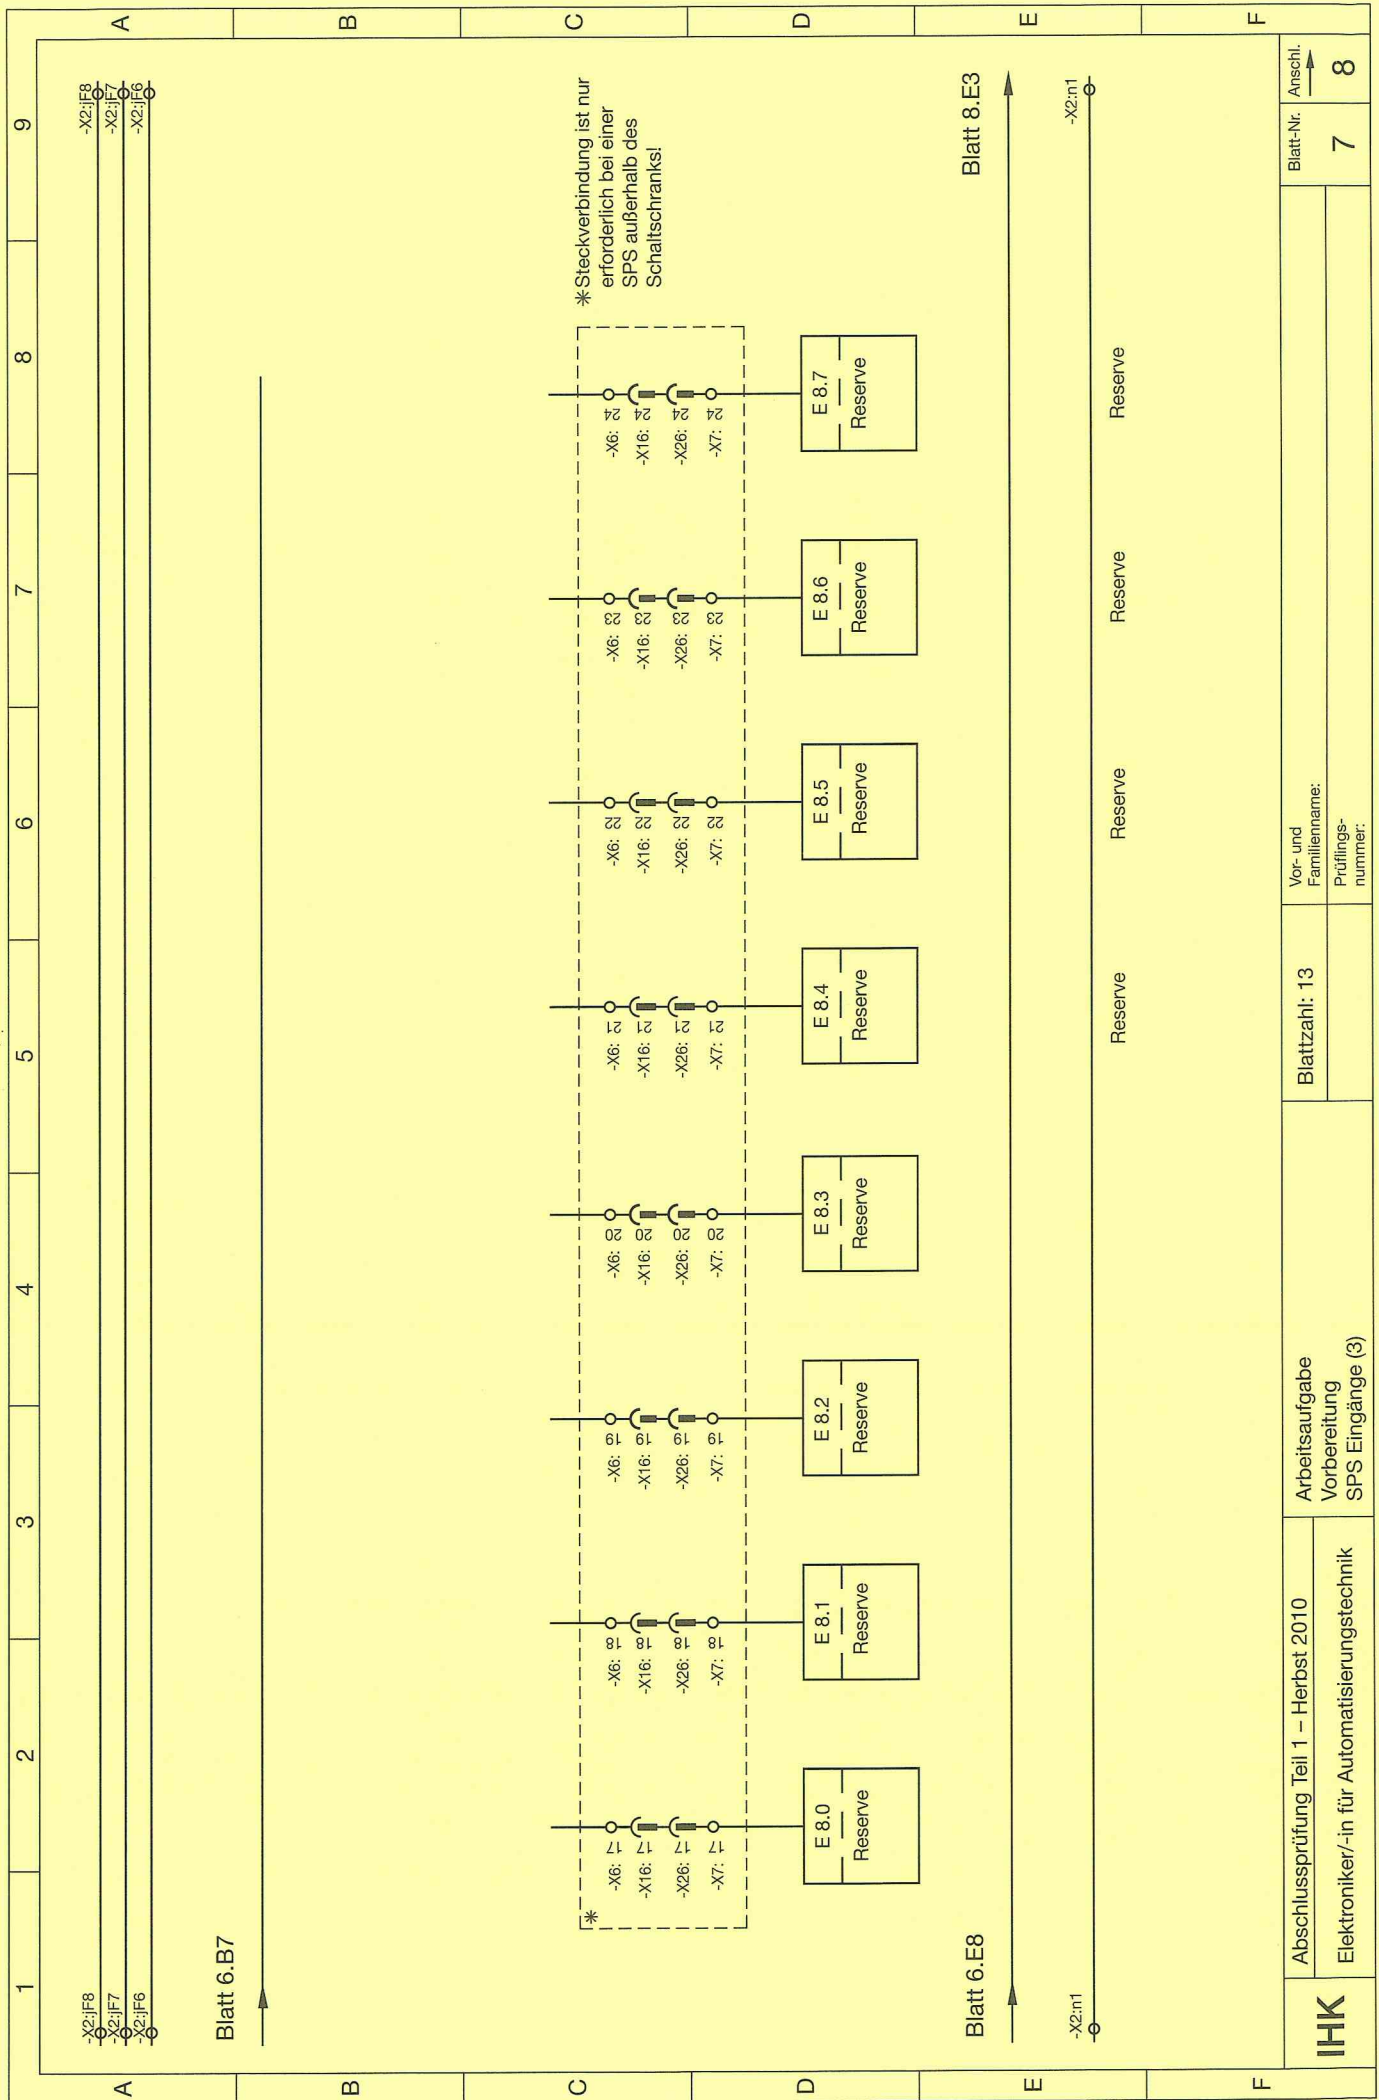 1 2 3 4 5 6 7 8 9
A A
-X2:jF8 -X2:jF8
-X2:jF7 -X2:jF7
-X2:jF6 -X2:jF6
B B
Blatt 6.B7
C C
✳Steckverbindung ist nur
erforderlich bei einer
SPS außerhalb des
Schaltschranks!
✳
-X6: 17 -X6: 18 -X6: 19 -X6: 20 -X6: 21 -X6: 22 -X6: 23 -X6: 24
-X16: 17 -X16: 18 -X16: 19 -X16: 20 -X16: 21 -X16: 22 -X16: 23 -X16: 24
-X26: 17 -X26: 18 -X26: 19 -X26: 20 -X26: 21 -X26: 22 -X26: 23 -X26: 24
-X7: 17 -X7: 18 -X7: 19 -X7: 20 -X7: 21 -X7: 22 -X7: 23 -X7: 24
D D
E 8.0 E 8.1 E 8.2 E 8.3 E 8.4 E 8.5 E 8.6 E 8.7
Reserve Reserve Reserve Reserve Reserve Reserve Reserve Reserve
Blatt 6.E8 Blatt 8.E3
E E
-X2:n1 -X2:n1
Reserve Reserve Reserve Reserve
F F
IHK
Abschlussprüfung Teil 1 – Herbst 2010
Elektroniker/-in für Automatisierungstechnik
Arbeitsaufgabe
Vorbereitung
SPS Eingänge (3)
Blattzahl: 13
Vor- und
Familienname:
Prüflings-
nummer:
Blatt-Nr.
7
Anschl.
8